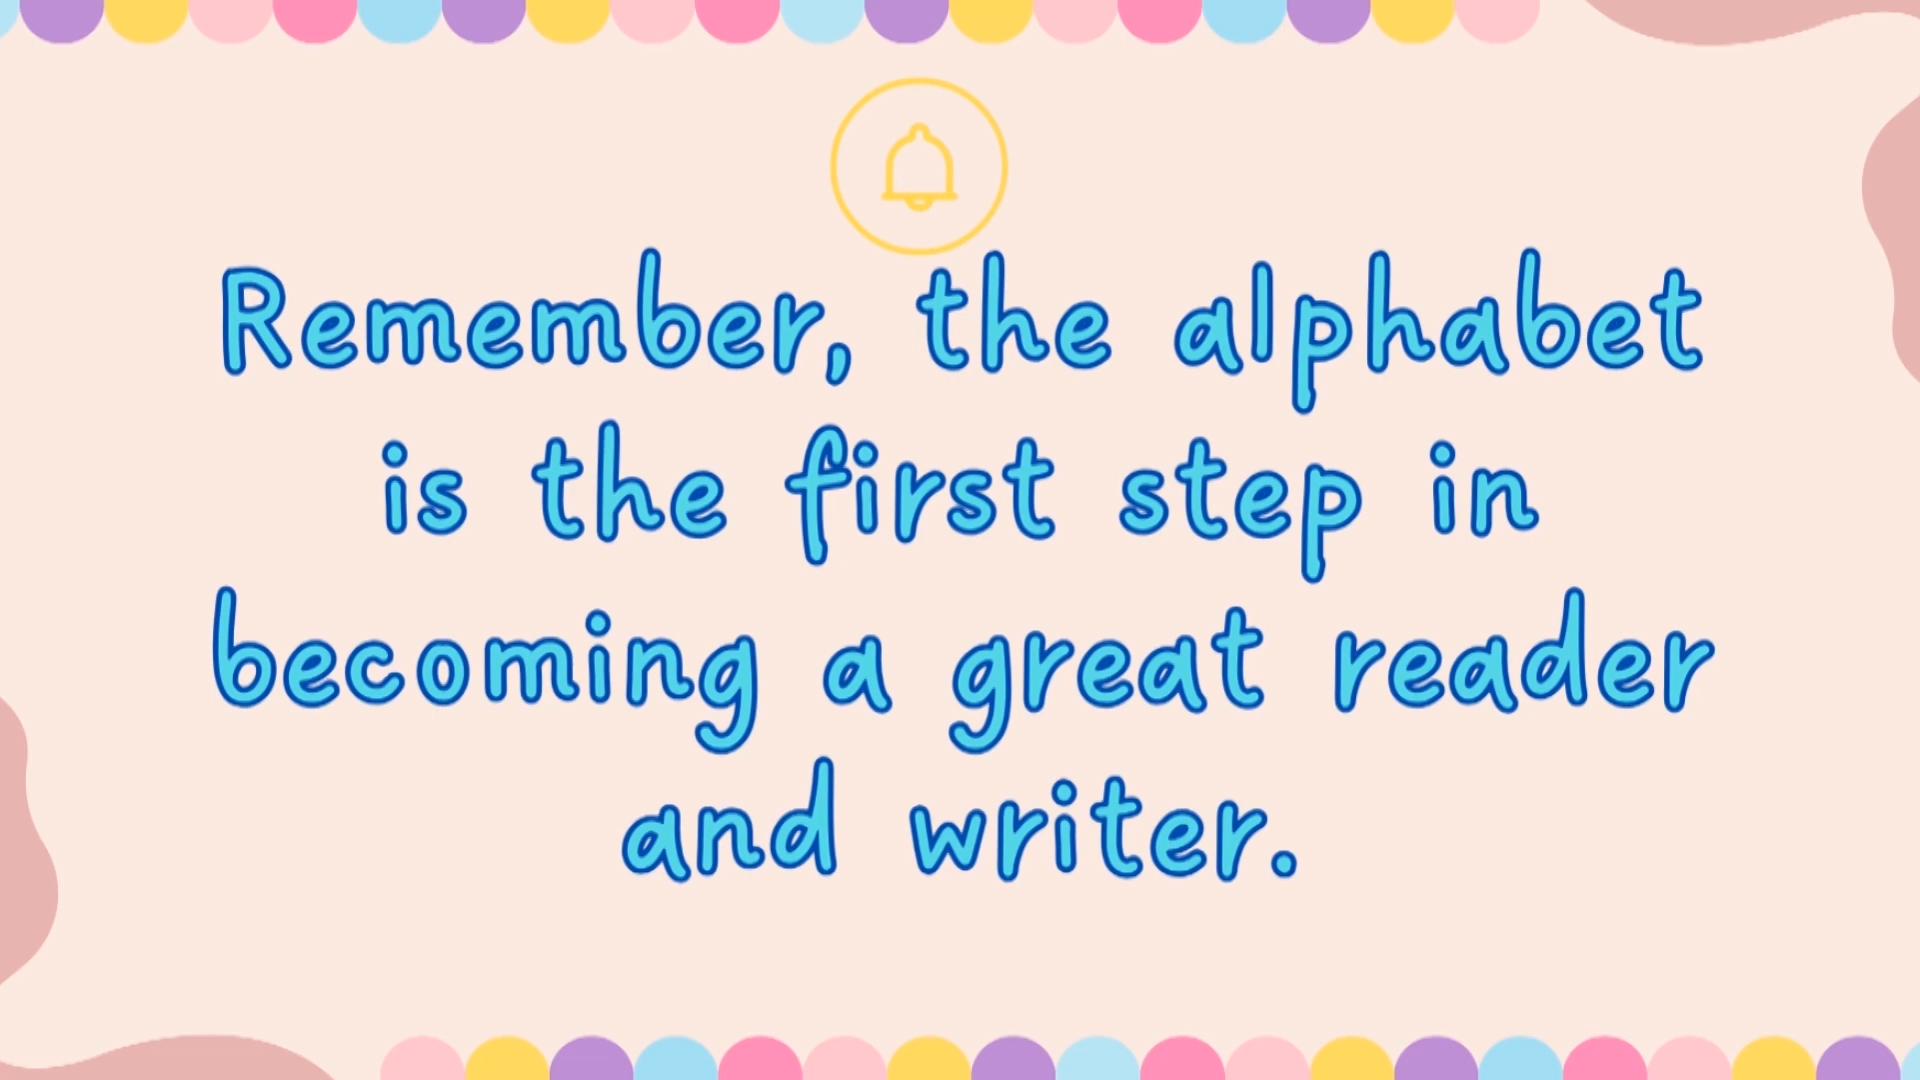 Remember, the alphabet
is the first step in
becoming a great reader
and writer.